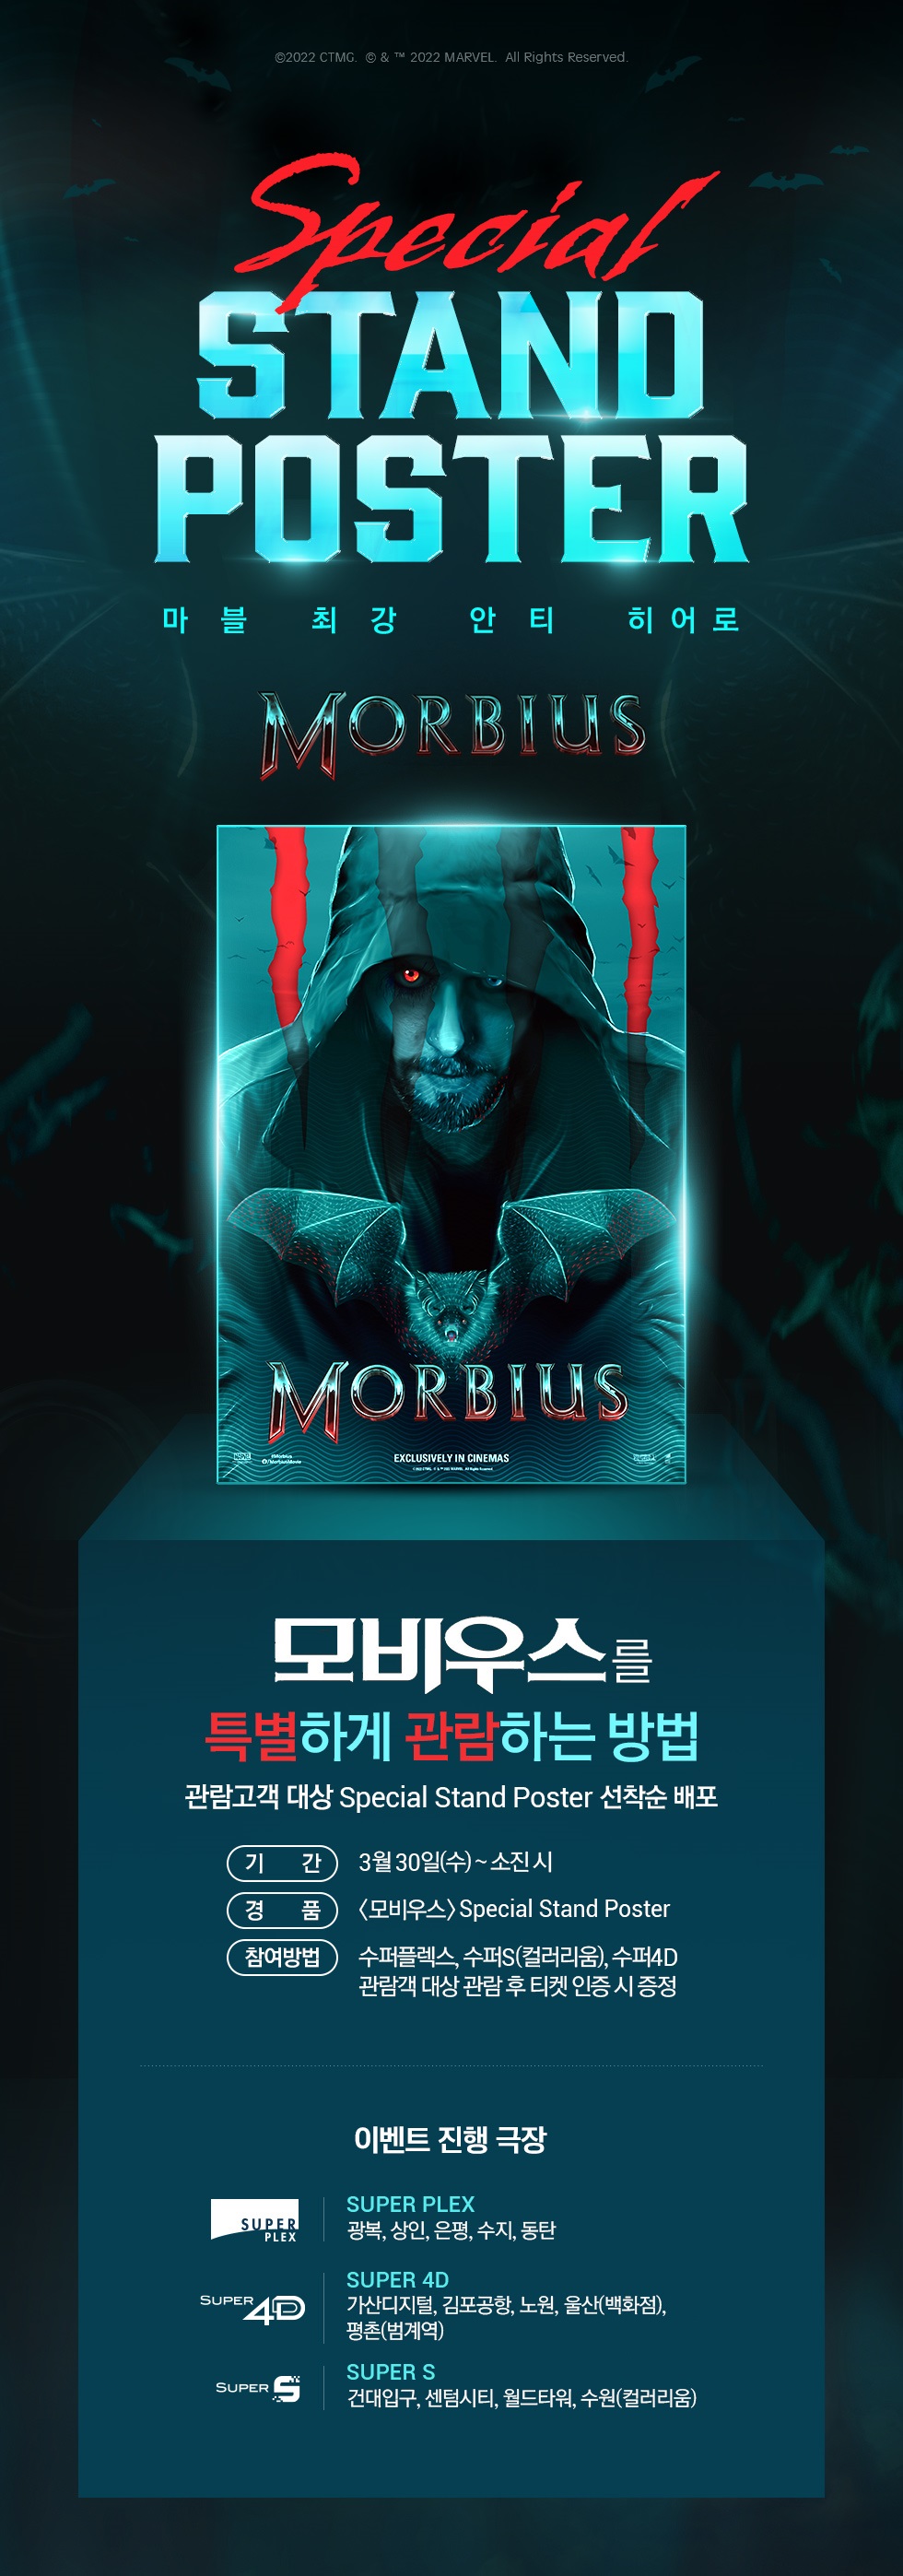 ©2022 CTMG. © & ™ 2022 MARVEL. All Rights Reserved.
Special
STAND
POSTER
마블 최강 안티 히어로
MORBIUS
MORBIUS
#Morbius
/MorbiusMovie
EXCLUSIVELY IN CINEMAS
모비우스를
특별하게 관람하는 방법
관람고객 대상 Special Stand Poster 선착순 배포
기 간
3월 30일(수) ~ 소진 시
경 품
<모비우스> Special Stand Poster
참여방법
수퍼플렉스, 수퍼S(컬러리움), 수퍼4D
관람객 대상 관람 후 티켓 인증 시 증정
이벤트 진행 극장
SUPER
PLEX
SUPER PLEX
광복, 상인, 은평, 수지, 동탄
SUPER 4D
SUPER 4D
가산디지털, 김포공항, 노원, 울산(백화점),
평촌(범계역)
SUPER S
SUPER S
건대입구, 센텀시티, 월드타워, 수원(컬러리움)